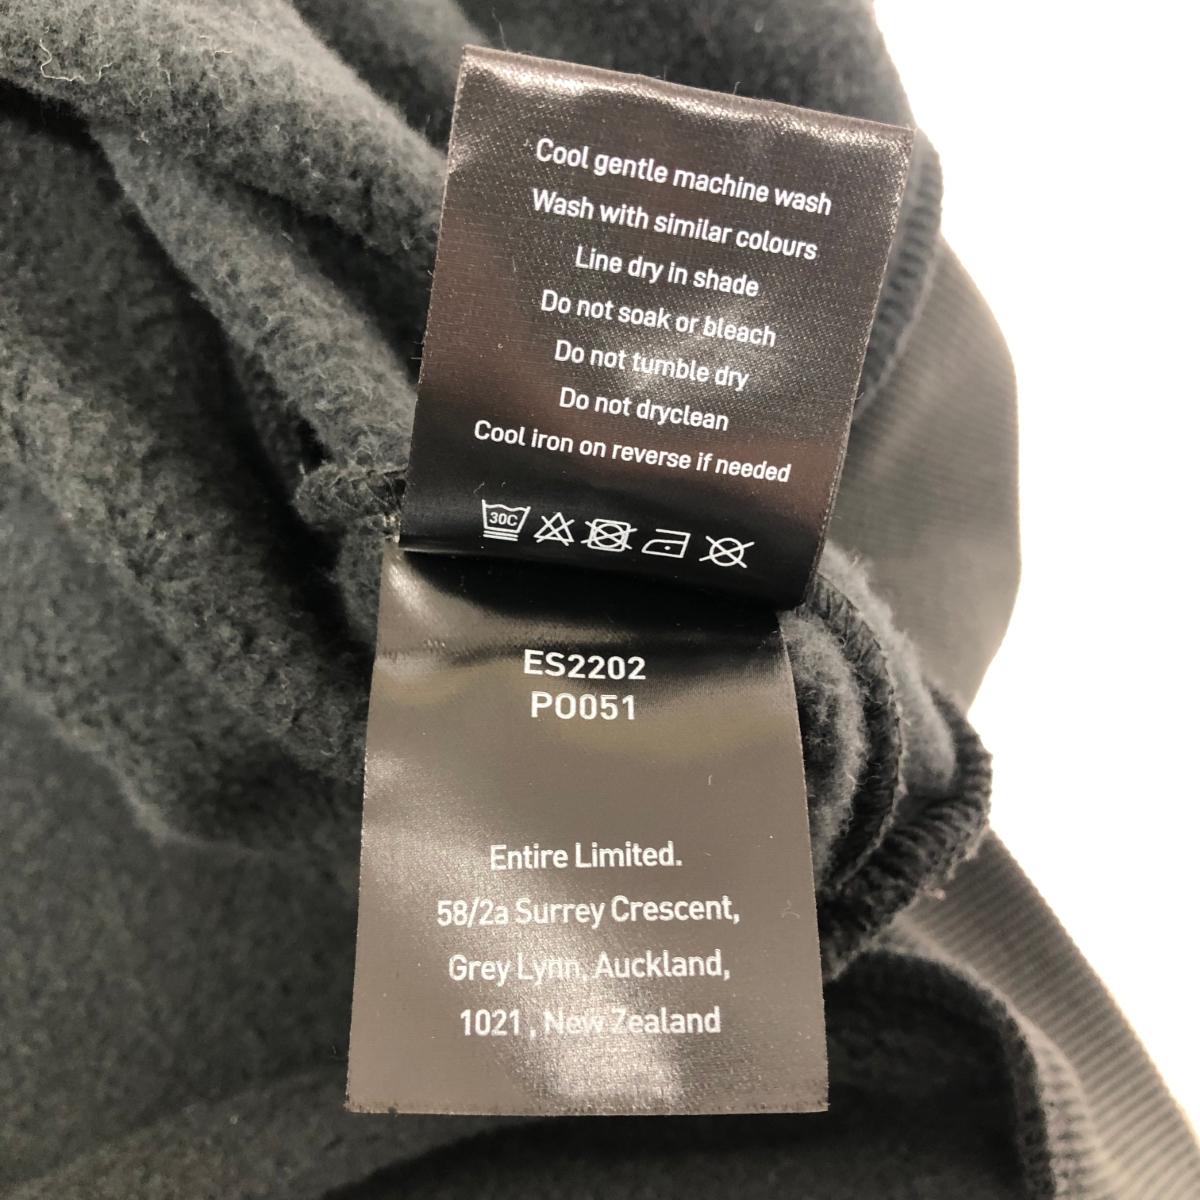 Cool gentle machine wash
Wash with similar colours
Line dry in shade
Do not soak or bleach
Do not tumble dry
Do not dryclean
Cool iron on reverse if needed
30C
ES2202
PO051
Entire Limited.
58/2a Surrey Crescent,
Grey Lynn, Auckland,
1021 , New Zealand